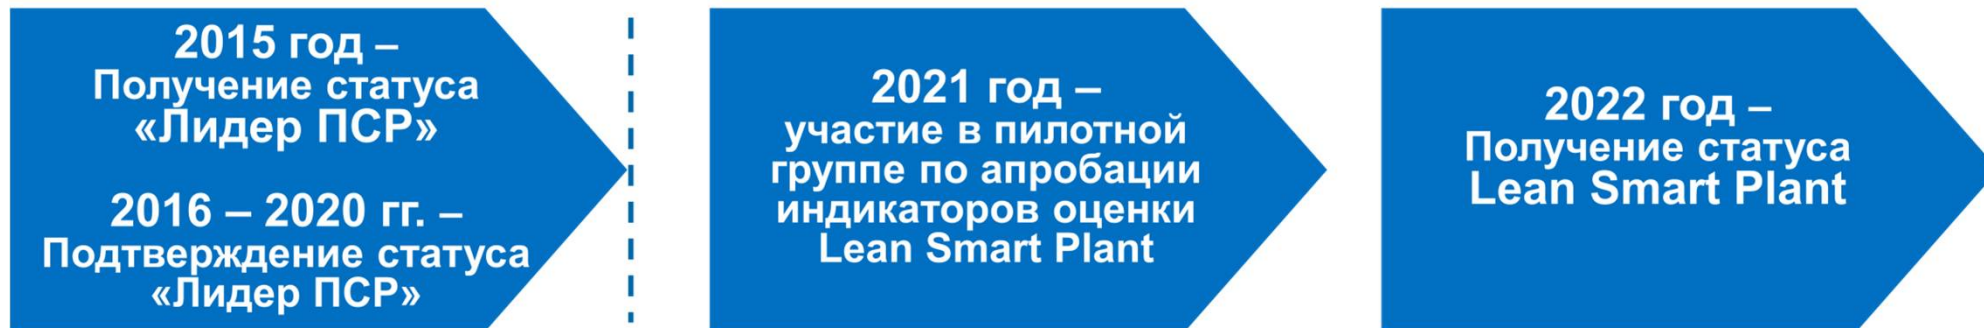 2015 год –
Получение статуса
«Лидер ПСР»
2016 – 2020 гг. –
Подтверждение статуса
«Лидер ПСР»
2021 год –
участие в пилотной
группе по апробации
индикаторов оценки
Lean Smart Plant
2022 год –
Получение статуса
Lean Smart Plant